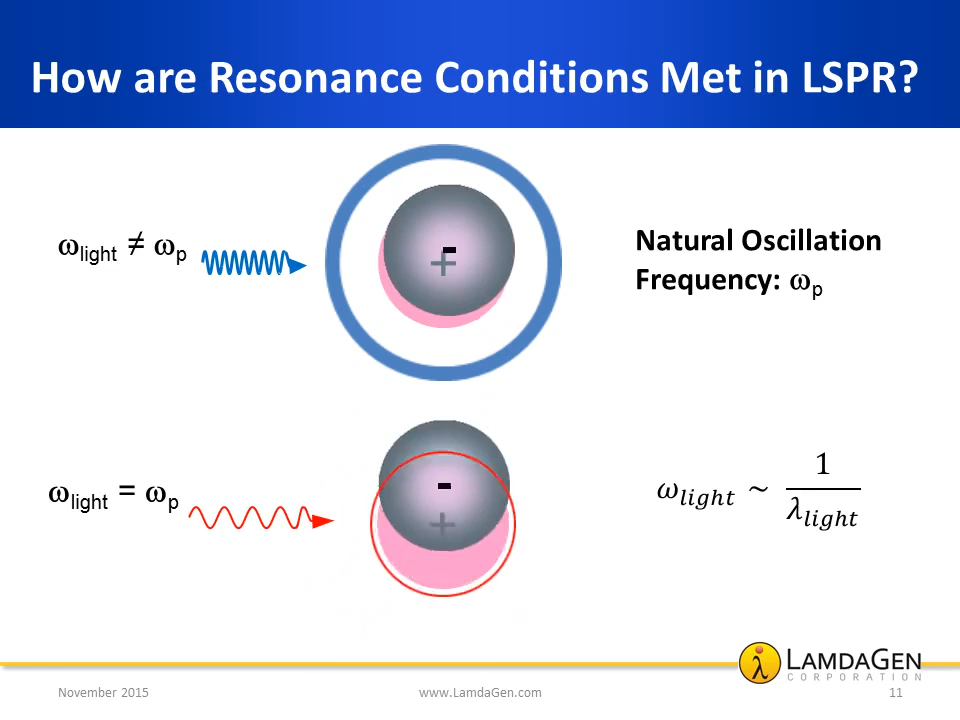 How are Resonance Conditions Met in LSPR?
ω_light ≠ ω_p
-
+
Natural Oscillation
Frequency: ω_p
ω_light = ω_p
-
+
𝜔_𝑙𝑖𝑔ℎ𝑡 ~ 1/𝜆_𝑙𝑖𝑔ℎ𝑡
λ LAMDAGEN
CORPORATION
November 2015
www.LamdaGen.com
11